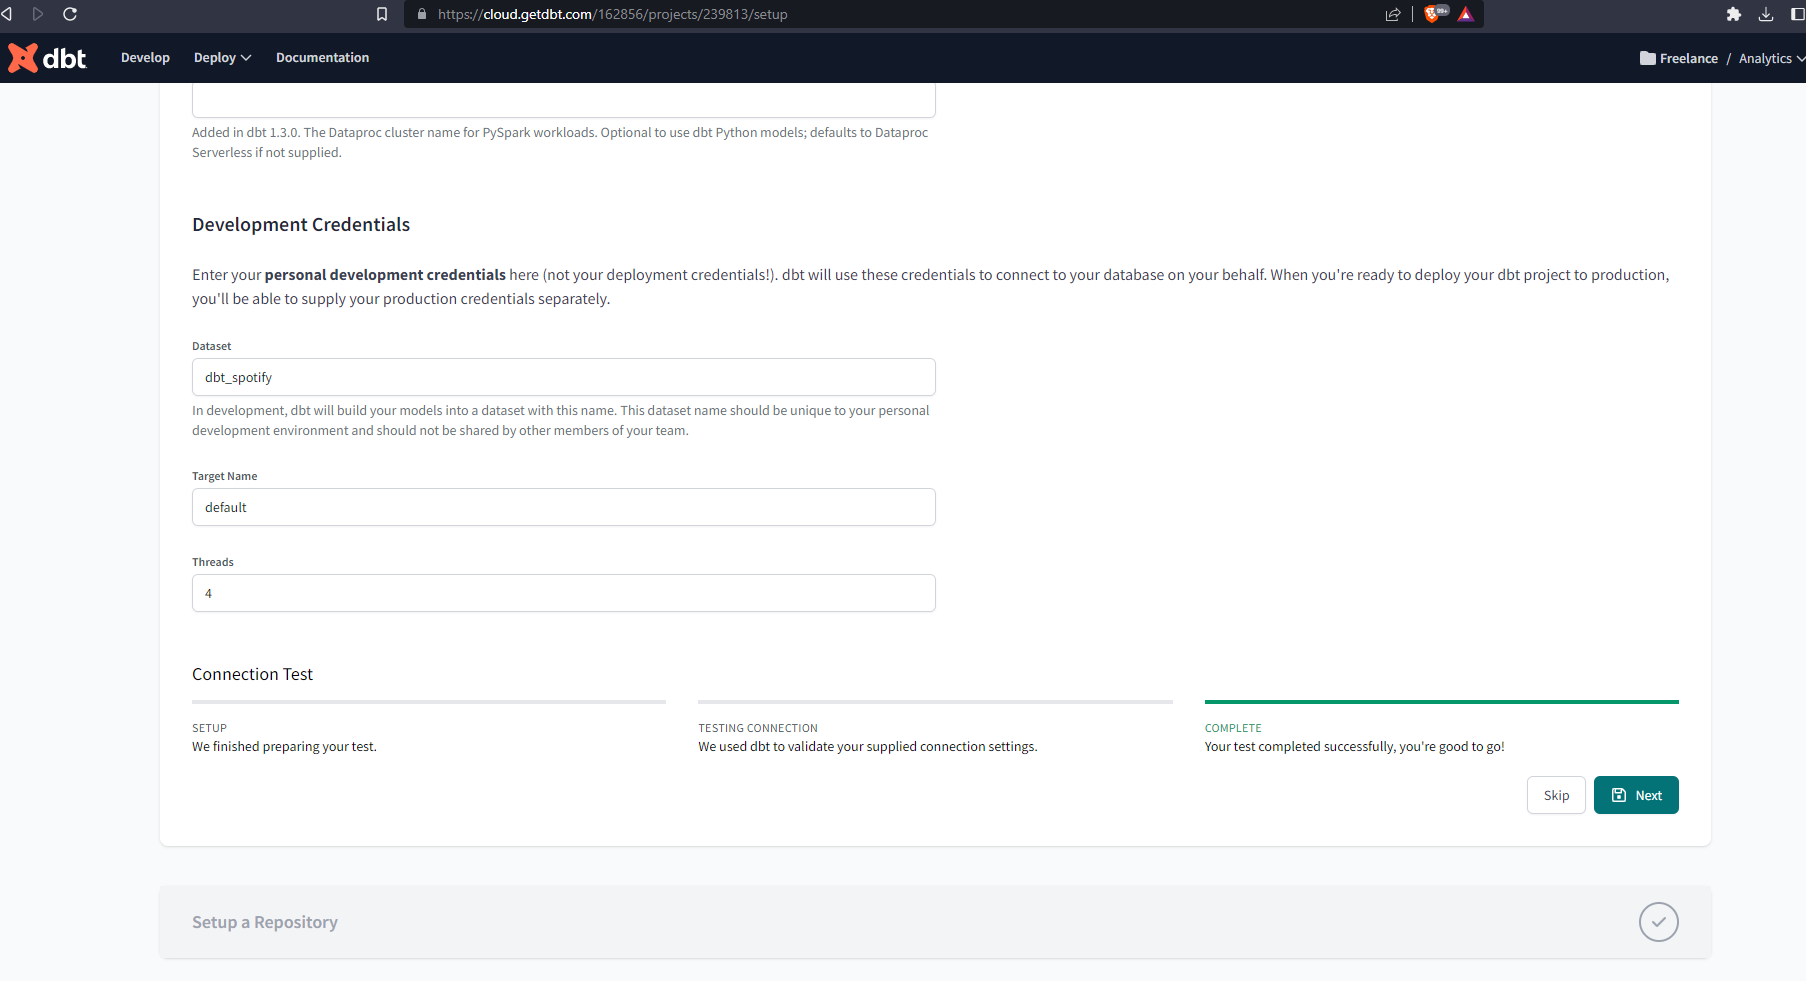 https://cloud.getdbt.com/162856/projects/239813/setup
99+
dbt
Develop
Deploy
Documentation
Freelance / Analytics
Added in dbt 1.3.0. The Dataproc cluster name for PySpark workloads. Optional to use dbt Python models; defaults to Dataproc
Serverless if not supplied.
Development Credentials
Enter your personal development credentials here (not your deployment credentials!). dbt will use these credentials to connect to your database on your behalf. When you're ready to deploy your dbt project to production,
you'll be able to supply your production credentials separately.
Dataset
dbt_spotify
In development, dbt will build your models into a dataset with this name. This dataset name should be unique to your personal
development environment and should not be shared by other members of your team.
Target Name
default
Threads
4
Connection Test
SETUP
We finished preparing your test.
TESTING CONNECTION
We used dbt to validate your supplied connection settings.
COMPLETE
Your test completed successfully, you're good to go!
Skip
Next
Setup a Repository